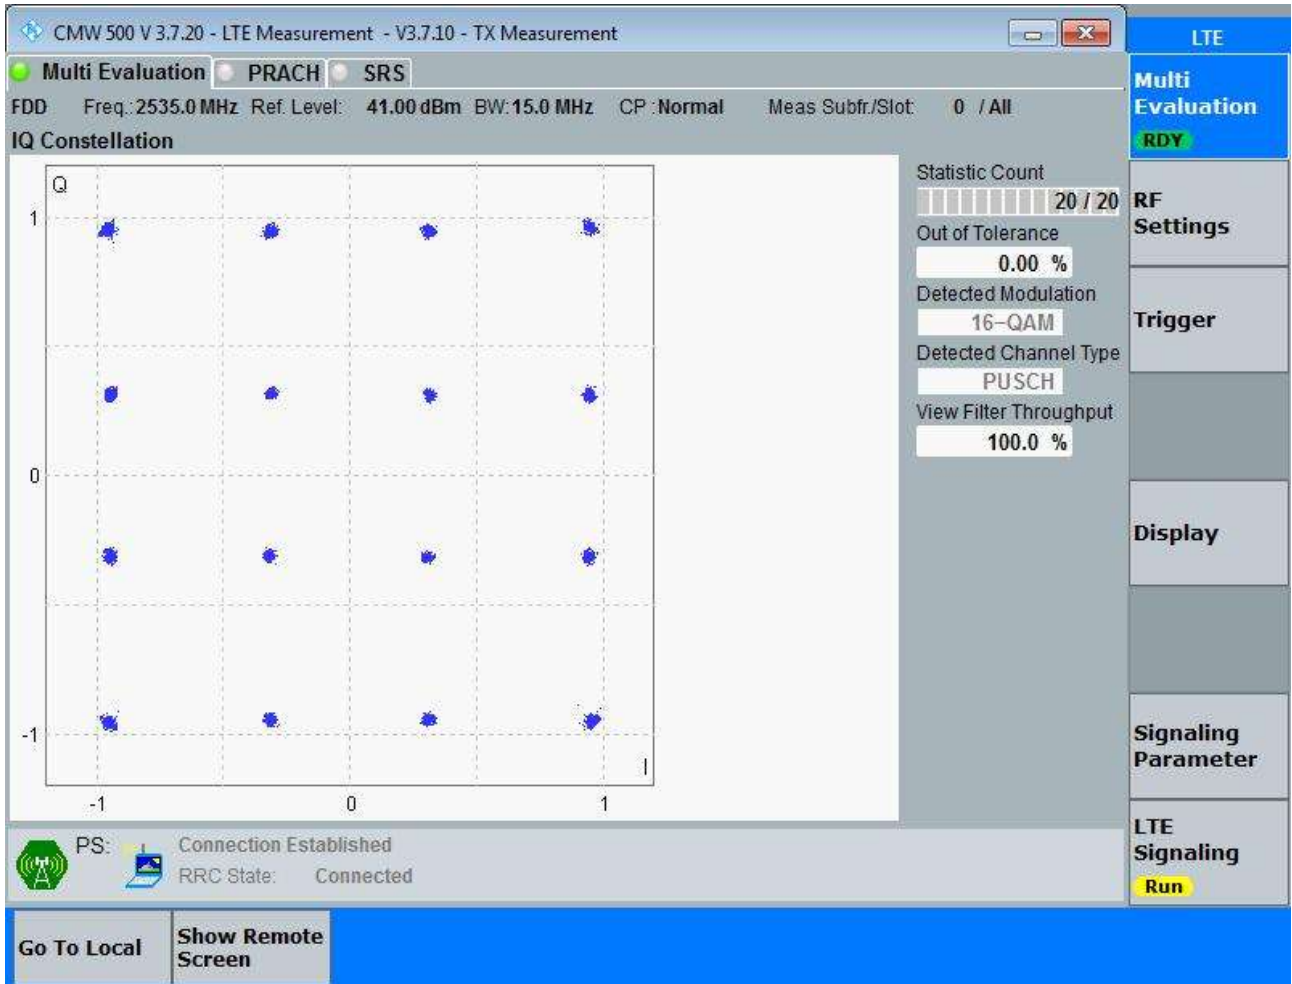 CMW 500 V 3.7.20 - LTE Measurement - V3.7.10 - TX Measurement
LTE
Multi Evaluation PRACH SRS
Multi
Evaluation
RDY
FDD Freq.: 2535.0 MHz Ref. Level: 41.00 dBm BW: 15.0 MHz CP : Normal Meas Subfr./Slot: 0 / All
IQ Constellation
Q
1
0
-1
-1 0 1
I
Statistic Count
20 / 20
Out of Tolerance
0.00 %
Detected Modulation
16-QAM
Detected Channel Type
PUSCH
View Filter Throughput
100.0 %
RF
Settings
Trigger
Display
Signaling
Parameter
LTE
Signaling
Run
PS: Connection Established
RRC State: Connected
Go To Local
Show Remote
Screen